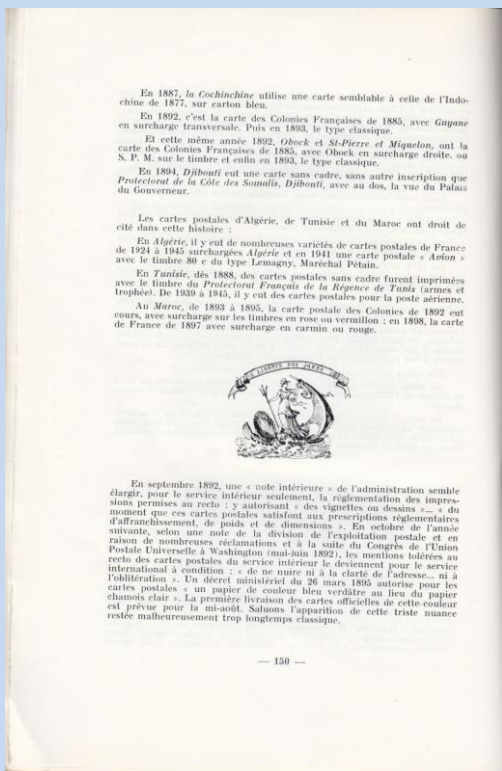 En 1887, la Cochinchine utilise une carte semblable à celle de l'Indo-
chine de 1877, sur carton bleu.
En 1892, c'est la carte des Colonies Françaises de 1885, avec Guyane
en surcharge transversale. Puis en 1893, le type classique.
Et cette même année 1892, Obock et St-Pierre et Miquelon, ont la
carte des Colonies Françaises de 1885, avec Obock en surcharge droite, ou
S. P. M. sur le timbre et enfin en 1893, le type classique.
En 1894, Djibouti eut une carte sans cadre, sans autre inscription que
Protectorat de la Côte des Somalis, Djibouti, avec au dos, la vue du Palais
du Gouverneur.
Les cartes postales d'Algérie, de Tunisie et du Maroc ont droit de
cité dans cette histoire :
En Algérie, il y eut de nombreuses variétés de cartes postales de France
de 1924 à 1945 surchargées Algérie et en 1941 une carte postale « Avion »
avec le timbre 80 c du type Lemagny, Maréchal Pétain.
En Tunisie, dès 1888, des cartes postales sans cadre furent imprimées
avec le timbre du Protectorat Français de la Régence de Tunis (armes et
trophée). De 1939 à 1945, il y eut des cartes postales pour la poste aérienne.
Au Maroc, de 1893 à 1895, la carte postale des Colonies de 1892 eut
cours, avec surcharge sur les timbres en rose ou vermillon ; en 1898, la carte
de France de 1897 avec surcharge en carmin ou rouge.
LIBERTÉ DES MERS
En septembre 1892, une « note intérieure » de l'administration semble
élargir, pour le service intérieur seulement, la réglementation des impres-
sions permises au recto : y autorisant « des vignettes ou dessins »... « du
moment que ces cartes postales satisfont aux prescriptions réglementaires
d'affranchissement, de poids et de dimensions ». En octobre de l'année
suivante, selon une note de la division de l'exploitation postale et en
raison de nombreuses réclamations et à la suite du Congrès de l'Union
Postale Universelle à Washington (mai-juin 1892), les mentions tolérées au
recto des cartes postales du service intérieur le deviennent pour le service
international à condition : « de ne nuire ni à la clarté de l'adresse... ni à
l'oblitération ». Un décret ministériel du 26 mars 1895 autorise pour les
cartes postales « un papier de couleur bleu verdâtre au lieu du papier
chamois clair ». La première livraison des cartes officielles de cette couleur
est prévue pour la mi-août. Saluons l'apparition de cette triste nuance
restée malheureusement trop longtemps classique.
— 150 —